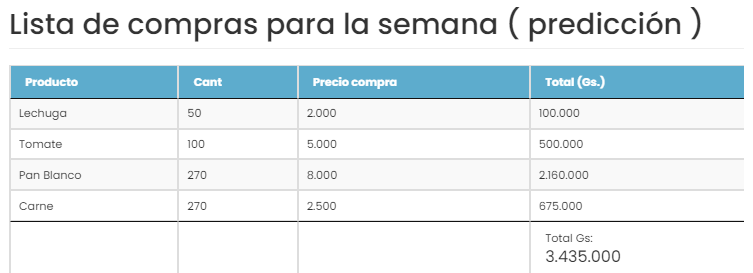 Lista de compras para la semana ( predicción )
Producto Cant Precio compra Total (Gs.)
Lechuga 50 2.000 100.000
Tomate 100 5.000 500.000
Pan Blanco 270 8.000 2.160.000
Carne 270 2.500 675.000
Total Gs:
3.435.000